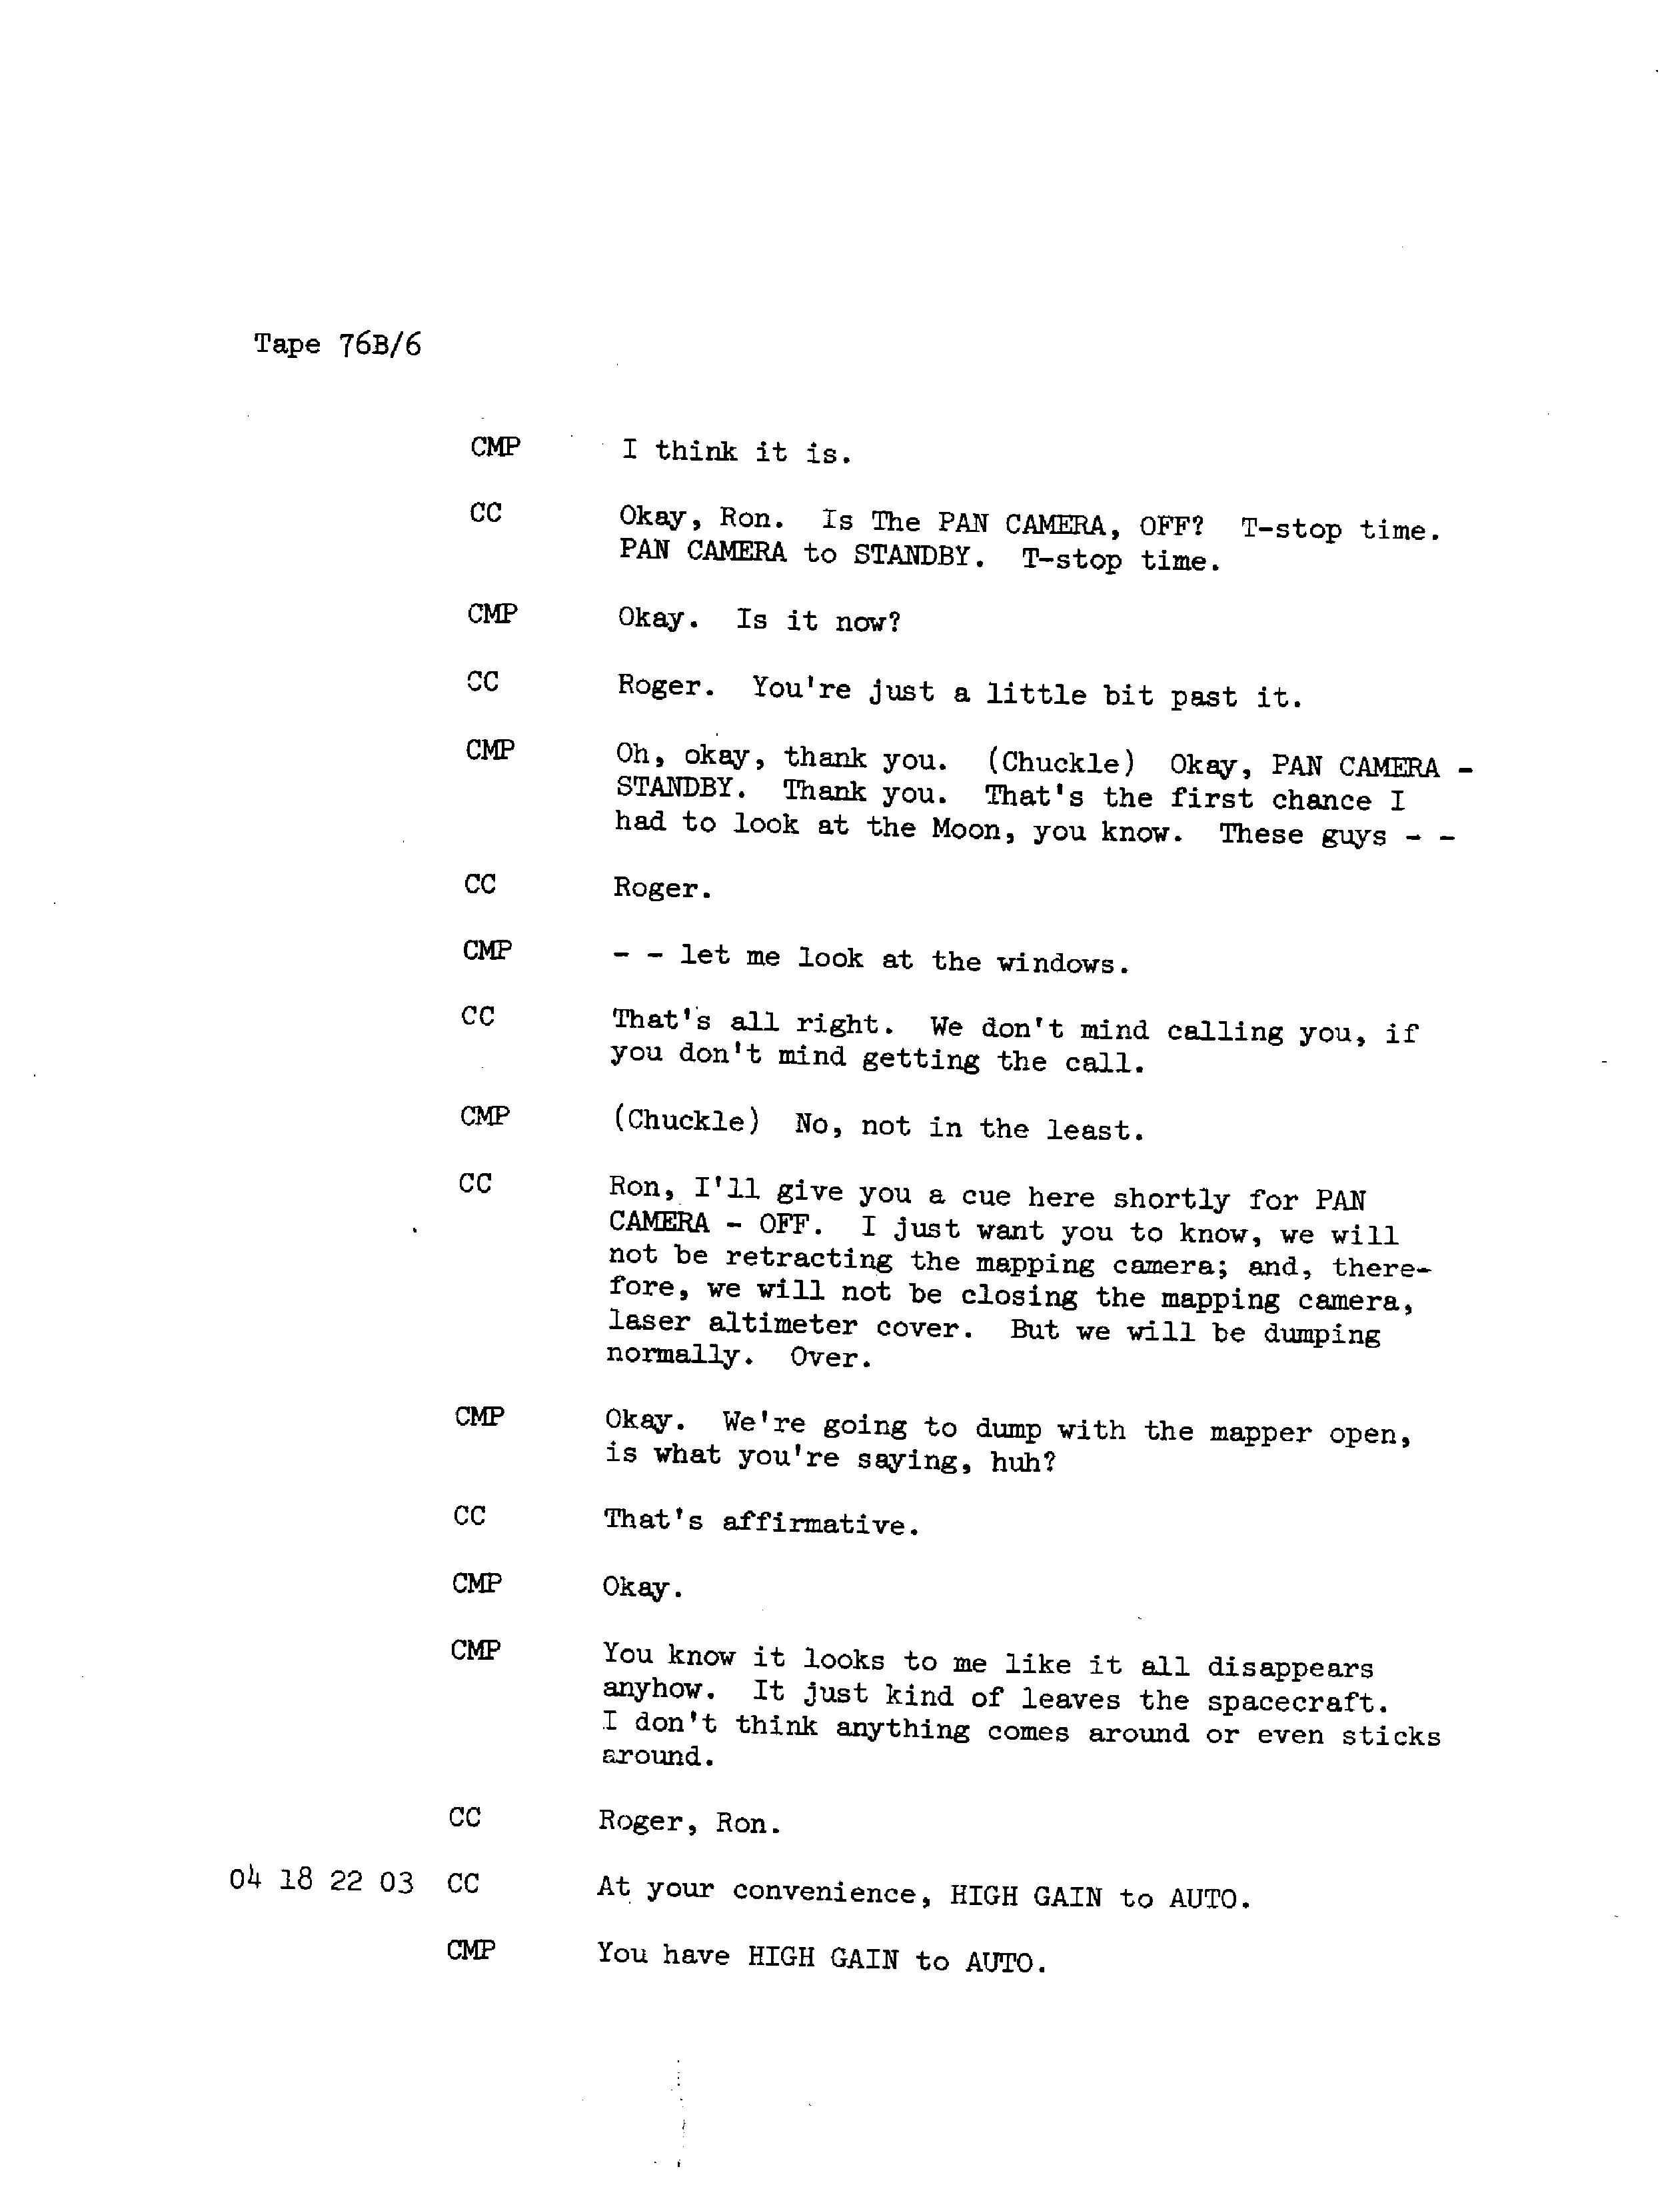 Tape 76B/6
CMP I think it is.
CC Okay, Ron. Is The PAN CAMERA, OFF? T-stop time.
PAN CAMERA to STANDBY. T-stop time.
CMP Okay. Is it now?
CC Roger. You're just a little bit past it.
CMP Oh, okay, thank you. (Chuckle) Okay, PAN CAMERA -
STANDBY. Thank you. That's the first chance I
had to look at the Moon, you know. These guys - -
CC Roger.
CMP - - let me look at the windows.
CC That's all right. We don't mind calling you, if
you don't mind getting the call.
CMP (Chuckle) No, not in the least.
CC Ron, I'll give you a cue here shortly for PAN
CAMERA - OFF. I just want you to know, we will
not be retracting the mapping camera; and, there-
fore, we will not be closing the mapping camera,
laser altimeter cover. But we will be dumping
normally. Over.
CMP Okay. We're going to dump with the mapper open,
is what you're saying, huh?
CC That's affirmative.
CMP Okay.
CMP You know it looks to me like it all disappears
anyhow. It just kind of leaves the spacecraft.
I don't think anything comes around or even sticks
around.
CC Roger, Ron.
04 18 22 03 CC At your convenience, HIGH GAIN to AUTO.
CMP You have HIGH GAIN to AUTO.